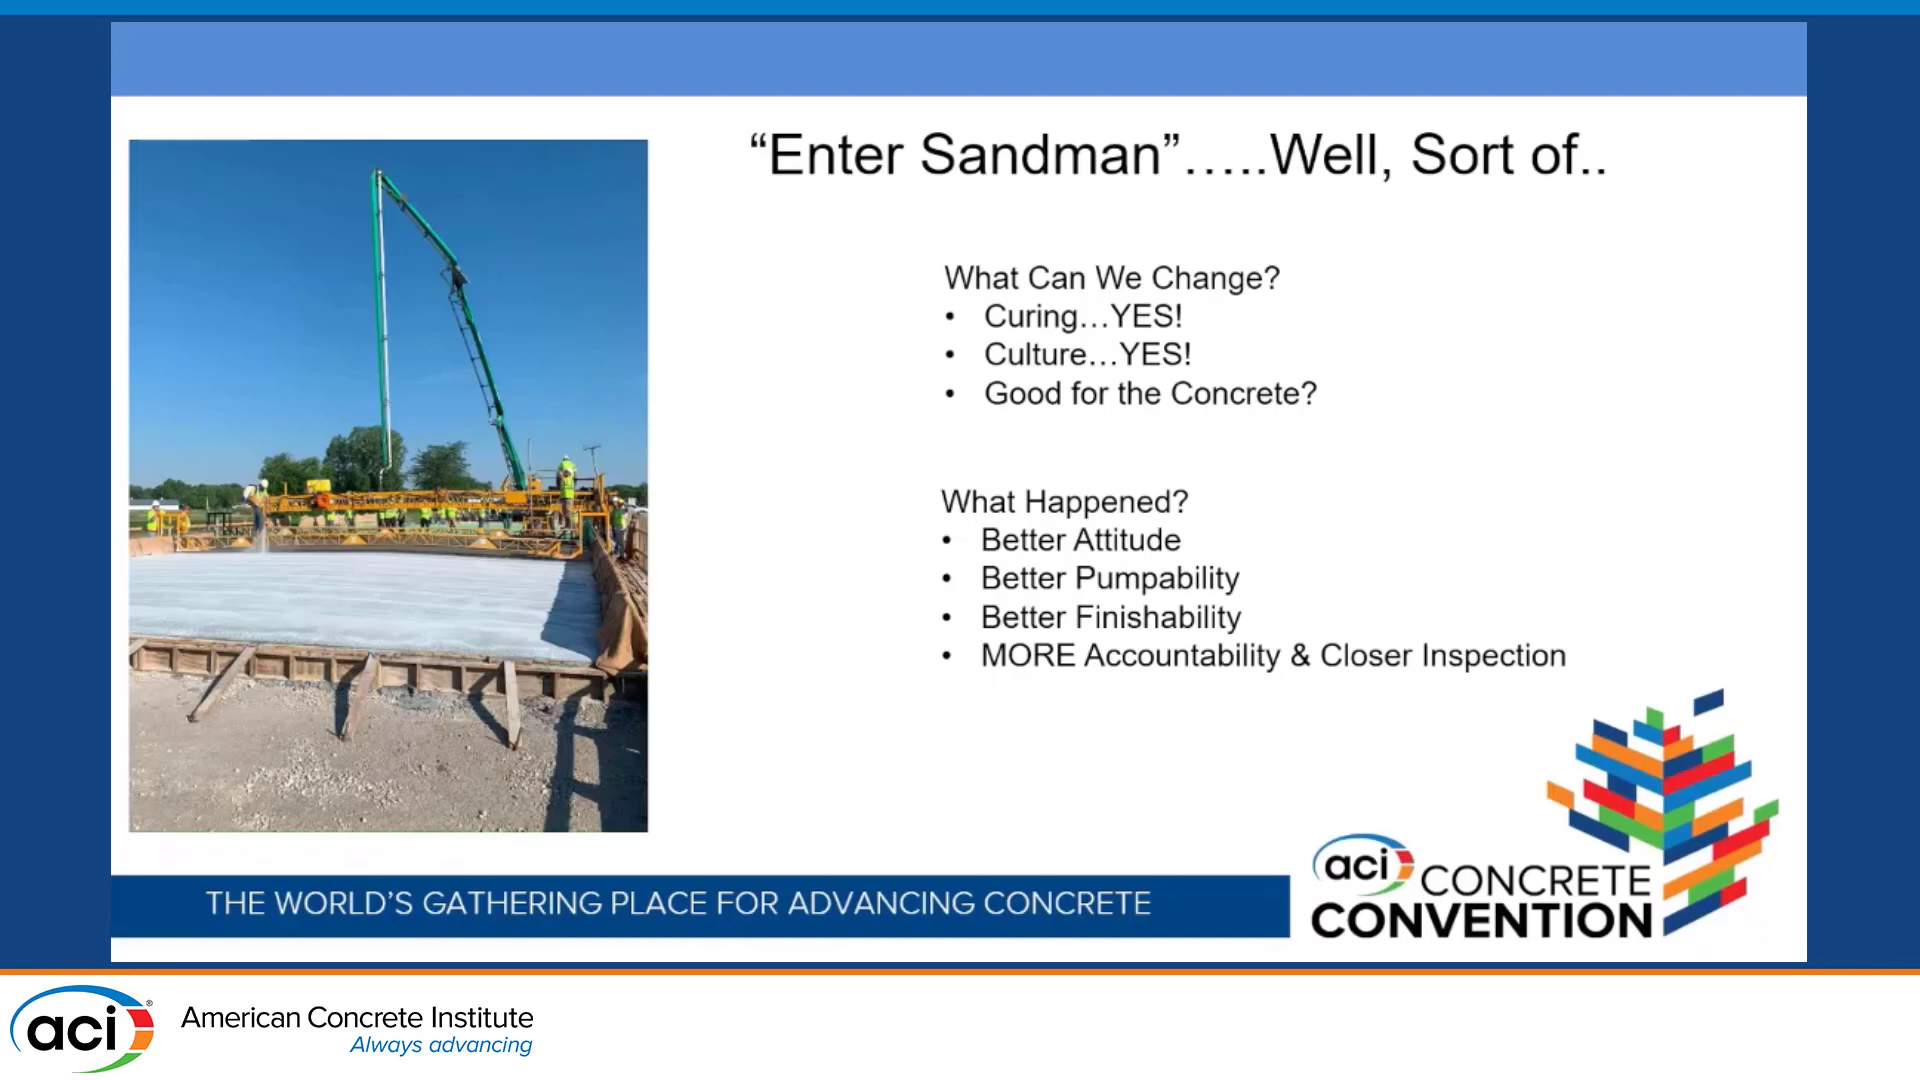 “Enter Sandman”.....Well, Sort of..
What Can We Change?
• Curing...YES!
• Culture...YES!
• Good for the Concrete?
What Happened?
• Better Attitude
• Better Pumpability
• Better Finishability
• MORE Accountability & Closer Inspection
THE WORLD’S GATHERING PLACE FOR ADVANCING CONCRETE
aci CONCRETE
CONVENTION
aci®
American Concrete Institute
Always advancing